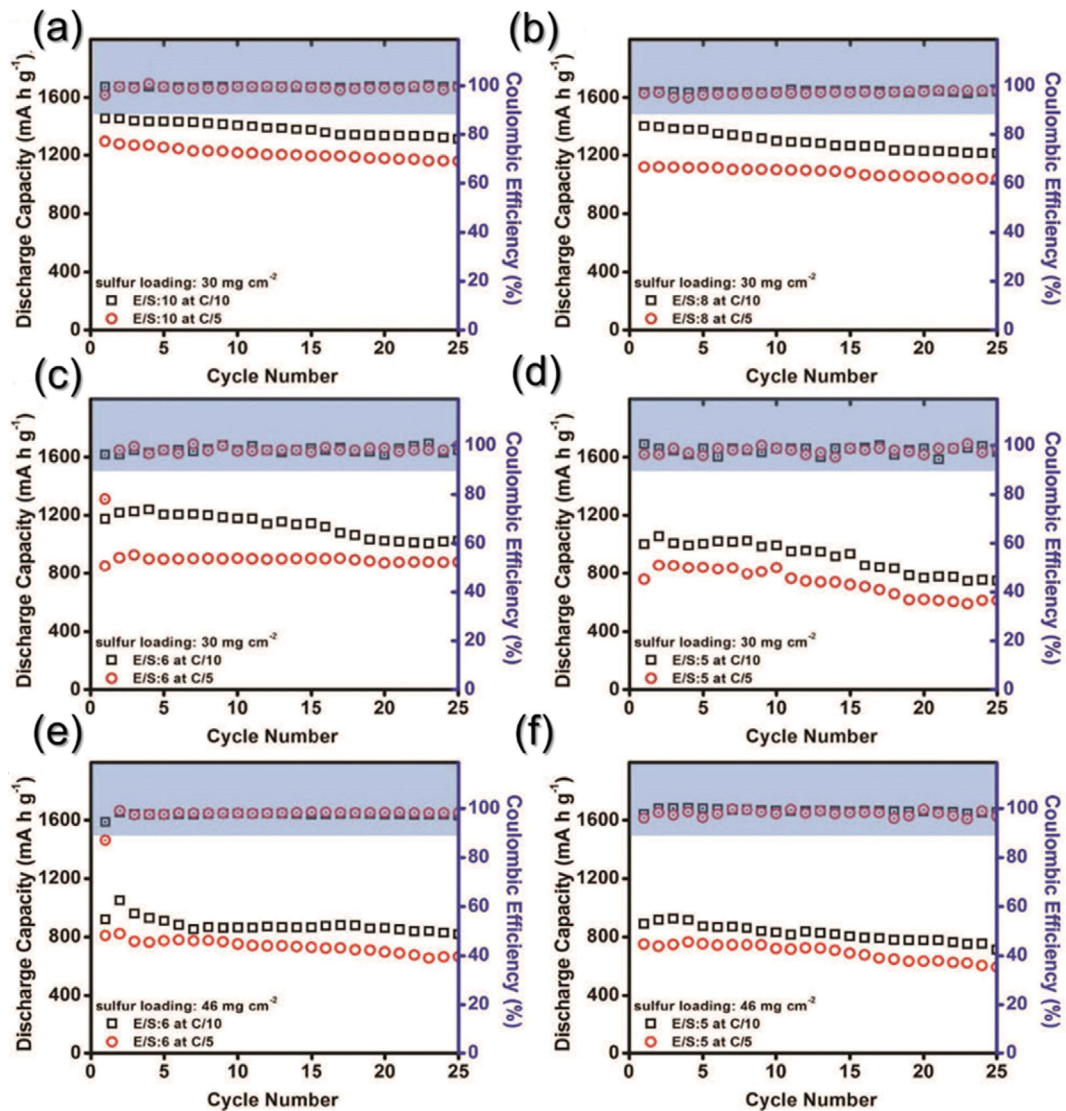 (a)
Discharge Capacity (mA h g⁻¹)
1600
1200
800
400
0
100
80
60
40
20
0
Coulombic Efficiency (%)
sulfur loading: 30 mg cm⁻²
E/S:10 at C/10
E/S:10 at C/5
0 5 10 15 20 25
Cycle Number
(b)
Discharge Capacity (mA h g⁻¹)
1600
1200
800
400
0
100
80
60
40
20
0
Coulombic Efficiency (%)
sulfur loading: 30 mg cm⁻²
E/S:8 at C/10
E/S:8 at C/5
0 5 10 15 20 25
Cycle Number
(c)
Discharge Capacity (mA h g⁻¹)
1600
1200
800
400
0
100
80
60
40
20
0
Coulombic Efficiency (%)
sulfur loading: 30 mg cm⁻²
E/S:6 at C/10
E/S:6 at C/5
0 5 10 15 20 25
Cycle Number
(d)
Discharge Capacity (mA h g⁻¹)
1600
1200
800
400
0
100
80
60
40
20
0
Coulombic Efficiency (%)
sulfur loading: 30 mg cm⁻²
E/S:5 at C/10
E/S:5 at C/5
0 5 10 15 20 25
Cycle Number
(e)
Discharge Capacity (mA h g⁻¹)
1600
1200
800
400
0
100
80
60
40
20
0
Coulombic Efficiency (%)
sulfur loading: 46 mg cm⁻²
E/S:6 at C/10
E/S:6 at C/5
0 5 10 15 20 25
Cycle Number
(f)
Discharge Capacity (mA h g⁻¹)
1600
1200
800
400
0
100
80
60
40
20
0
Coulombic Efficiency (%)
sulfur loading: 46 mg cm⁻²
E/S:5 at C/10
E/S:5 at C/5
0 5 10 15 20 25
Cycle Number